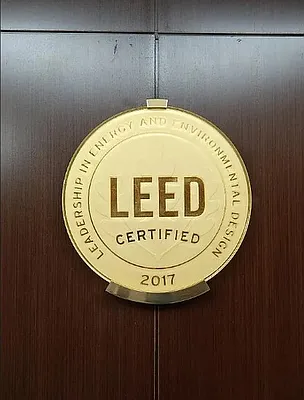 LEADERSHIP IN ENERGY AND ENVIRONMENTAL DESIGN
LEED
CERTIFIED
2017